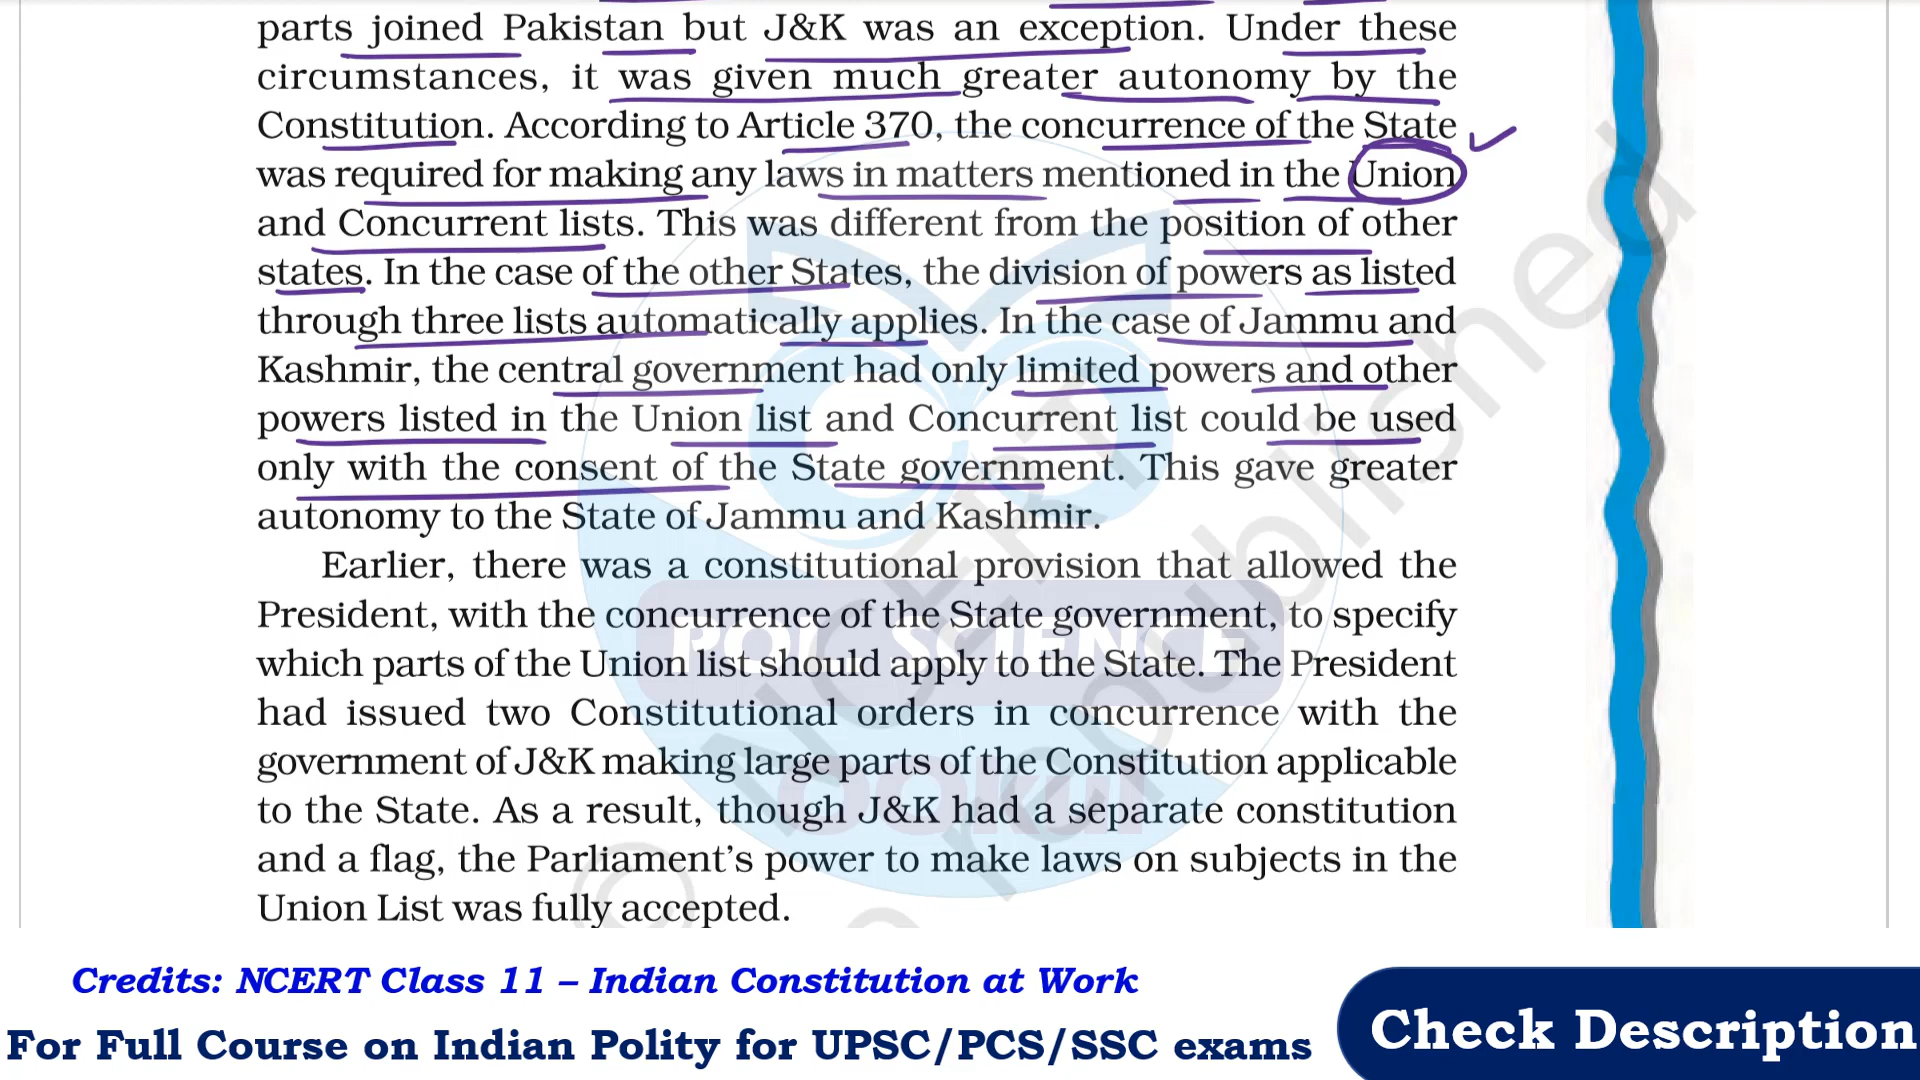 parts joined Pakistan but J&K was an exception. Under these
circumstances, it was given much greater autonomy by the
Constitution. According to Article 370, the concurrence of the State
was required for making any laws in matters mentioned in the Union
and Concurrent lists. This was different from the position of other
states. In the case of the other States, the division of powers as listed
through three lists automatically applies. In the case of Jammu and
Kashmir, the central government had only limited powers and other
powers listed in the Union list and Concurrent list could be used
only with the consent of the State government. This gave greater
autonomy to the State of Jammu and Kashmir.
Earlier, there was a constitutional provision that allowed the
President, with the concurrence of the State government, to specify
which parts of the Union list should apply to the State. The President
had issued two Constitutional orders in concurrence with the
government of J&K making large parts of the Constitution applicable
to the State. As a result, though J&K had a separate constitution
and a flag, the Parliament's power to make laws on subjects in the
Union List was fully accepted.
© NCERT
republished
Credits: NCERT Class 11 – Indian Constitution at Work
For Full Course on Indian Polity for UPSC/PCS/SSC exams
Check Description